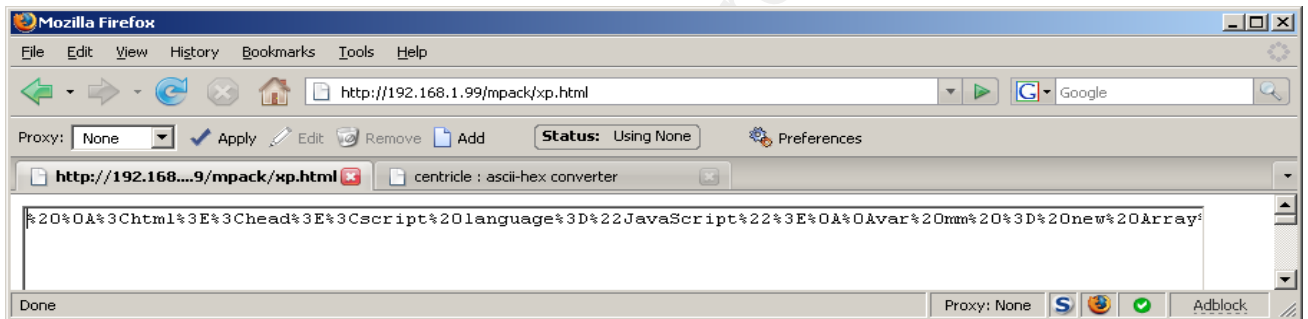 Mozilla Firefox
File Edit View History Bookmarks Tools Help
http://192.168.1.99/mpack/xp.html Google
Proxy: None Apply Edit Remove Add Status: Using None Preferences
http://192.168....9/mpack/xp.html centricle : ascii-hex converter
%20%0A%3Chtml%3E%3Chead%3E%3Cscript%20language%3D%22JavaScript%22%3E%0A%0Avar%20mm%20%3D%20new%20Array
Done Proxy: None Adblock